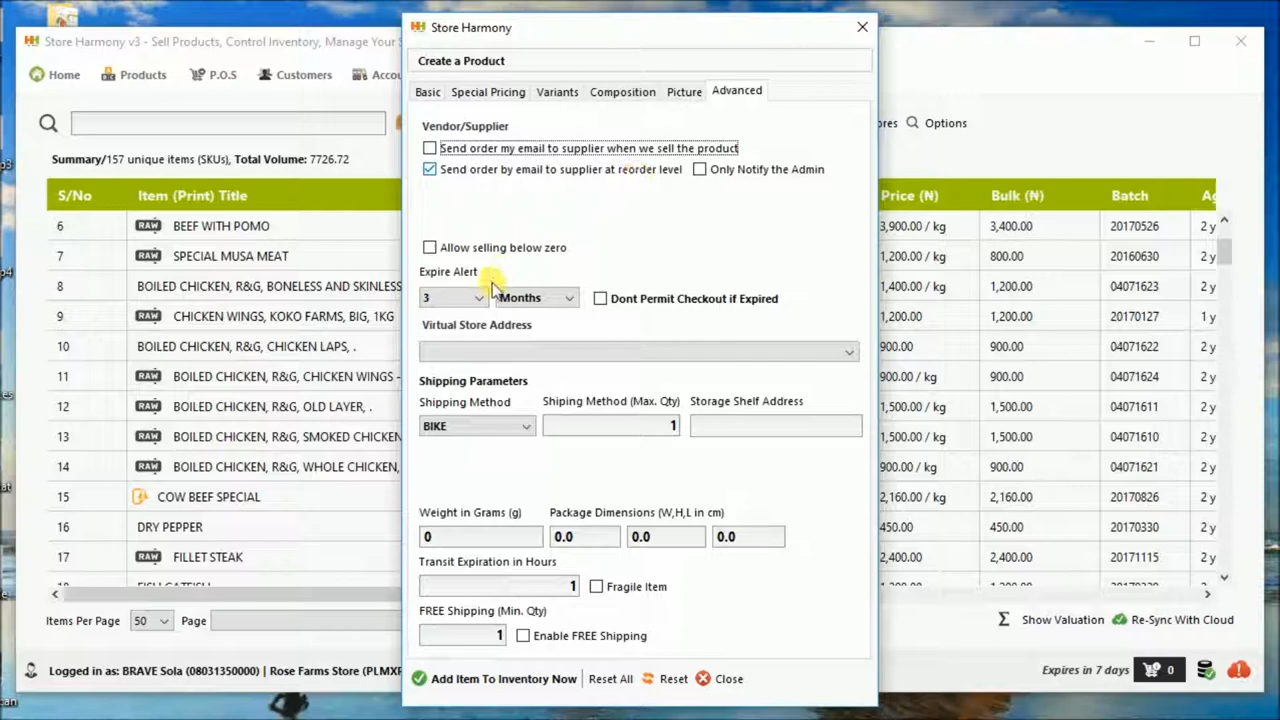 Store Harmony v3 - Sell Products, Control Inventory, Manage Your S
Home Products P.O.S Customers Accou
Options
Summary/157 unique items (SKUs), Total Volume: 7726.72
S/No Item (Print) Title Price (₦) Bulk (₦) Batch Ag
6 RAW BEEF WITH POMO 3,900.00 / kg 3,400.00 20170526 2 y
7 RAW SPECIAL MUSA MEAT 1,200.00 / kg 800.00 20160630 2 y
8 BOILED CHICKEN, R&G, BONELESS AND SKINLESS 1,400.00 / kg 1,200.00 04071623 2 y
9 RAW CHICKEN WINGS, KOKO FARMS, BIG, 1KG 1,200.00 1,200.00 20170127 1 y
10 BOILED CHICKEN, R&G, CHICKEN LAPS, . 900.00 900.00 04071622 2 y
11 RAW BOILED CHICKEN, R&G, CHICKEN WINGS - 900.00 / kg 900.00 04071624 2 y
12 RAW BOILED CHICKEN, R&G, OLD LAYER, . 1,500.00 / kg 1,500.00 04071611 2 y
13 RAW BOILED CHICKEN, R&G, SMOKED CHICKEN 1,500.00 / kg 1,500.00 04071610 2 y
14 RAW BOILED CHICKEN, R&G, WHOLE CHICKEN, 900.00 / kg 900.00 04071621 2 y
15 COW BEEF SPECIAL 2,160.00 / kg 2,160.00 20170826 2 y
16 DRY PEPPER 450.00 450.00 20170330 2 y
17 RAW FILLET STEAK 2,400.00 2,400.00 20171115 2 y
Items Per Page 50 Page
Show Valuation Re-Sync With Cloud
Logged in as: BRAVE Sola (08031350000) | Rose Farms Store (PLMXP
Expires in 7 days 0
Store Harmony
Create a Product
Basic Special Pricing Variants Composition Picture Advanced
Vendor/Supplier
Send order my email to supplier when we sell the product
Send order by email to supplier at reorder level Only Notify the Admin
Allow selling below zero
Expire Alert
3 Months Dont Permit Checkout if Expired
Virtual Store Address
Shipping Parameters
Shipping Method Shiping Method (Max. Qty) Storage Shelf Address
BIKE 1
Weight in Grams (g) Package Dimensions (W,H,L in cm)
0 0.0 0.0 0.0
Transit Expiration in Hours
1 Fragile Item
FREE Shipping (Min. Qty)
1 Enable FREE Shipping
Add Item To Inventory Now Reset All Reset Close